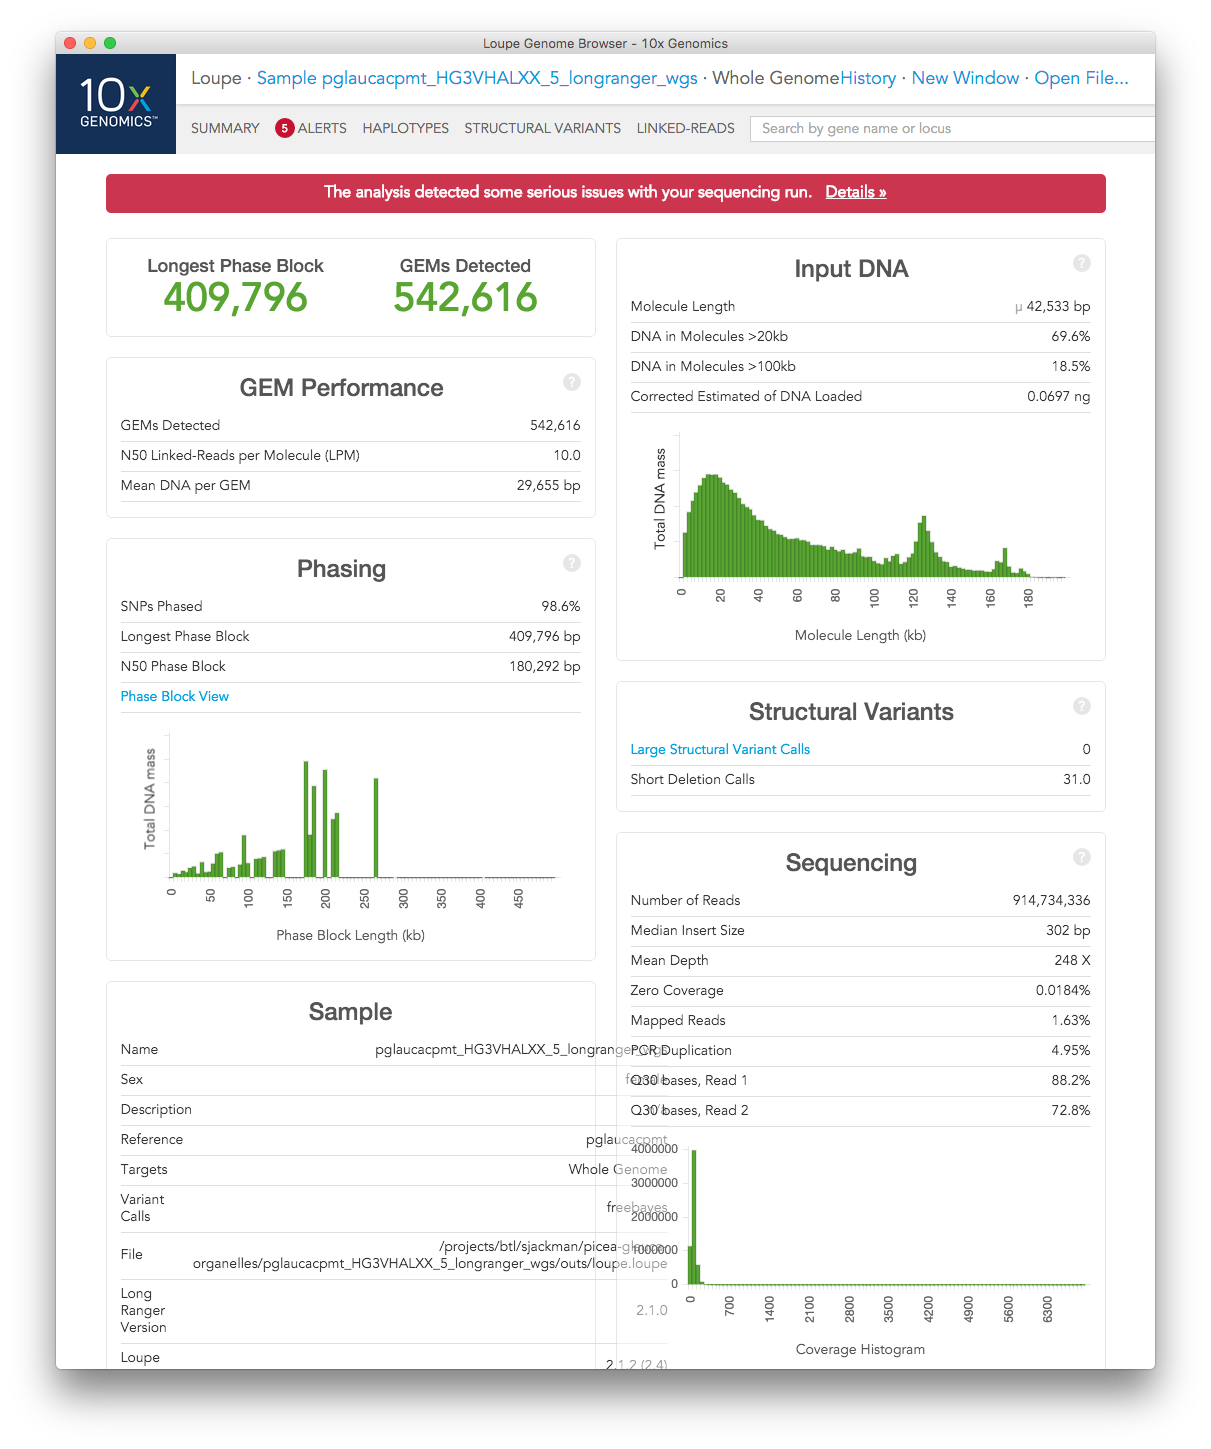 Loupe Genome Browser - 10x Genomics
10x
GENOMICS™
Loupe · Sample pglaucacpmt_HG3VHALXX_5_longranger_wgs · Whole GenomeHistory · New Window · Open File...
SUMMARY 5 ALERTS HAPLOTYPES STRUCTURAL VARIANTS LINKED-READS Search by gene name or locus
The analysis detected some serious issues with your sequencing run. Details »
Longest Phase Block GEMs Detected
409,796 542,616
GEM Performance ?
GEMs Detected 542,616
N50 Linked-Reads per Molecule (LPM) 10.0
Mean DNA per GEM 29,655 bp
Phasing ?
SNPs Phased 98.6%
Longest Phase Block 409,796 bp
N50 Phase Block 180,292 bp
Phase Block View
Total DNA mass
0 50 100 150 200 250 300 350 400 450
Phase Block Length (kb)
Sample
Name pglaucacpmt_HG3VHALXX_5_longranger_wgs
Sex female
Description n/a
Reference pglaucacpmt
Targets Whole Genome
Variant
Calls freebayes
File /projects/btl/sjackman/picea-glauca-
organelles/pglaucacpmt_HG3VHALXX_5_longranger_wgs/outs/loupe.loupe
Long
Ranger
Version 2.1.0
Loupe 2.1.2 (2.4)
Input DNA ?
Molecule Length µ 42,533 bp
DNA in Molecules >20kb 69.6%
DNA in Molecules >100kb 18.5%
Corrected Estimated of DNA Loaded 0.0697 ng
Total DNA mass
0 20 40 60 80 100 120 140 160 180
Molecule Length (kb)
Structural Variants ?
Large Structural Variant Calls 0
Short Deletion Calls 31.0
Sequencing ?
Number of Reads 914,734,336
Median Insert Size 302 bp
Mean Depth 248 X
Zero Coverage 0.0184%
Mapped Reads 1.63%
PCR Duplication 4.95%
Q30 bases, Read 1 88.2%
Q30 bases, Read 2 72.8%
4000000
3000000
2000000
1000000
0
0 700 1400 2100 2800 3500 4200 4900 5600 6300
Coverage Histogram